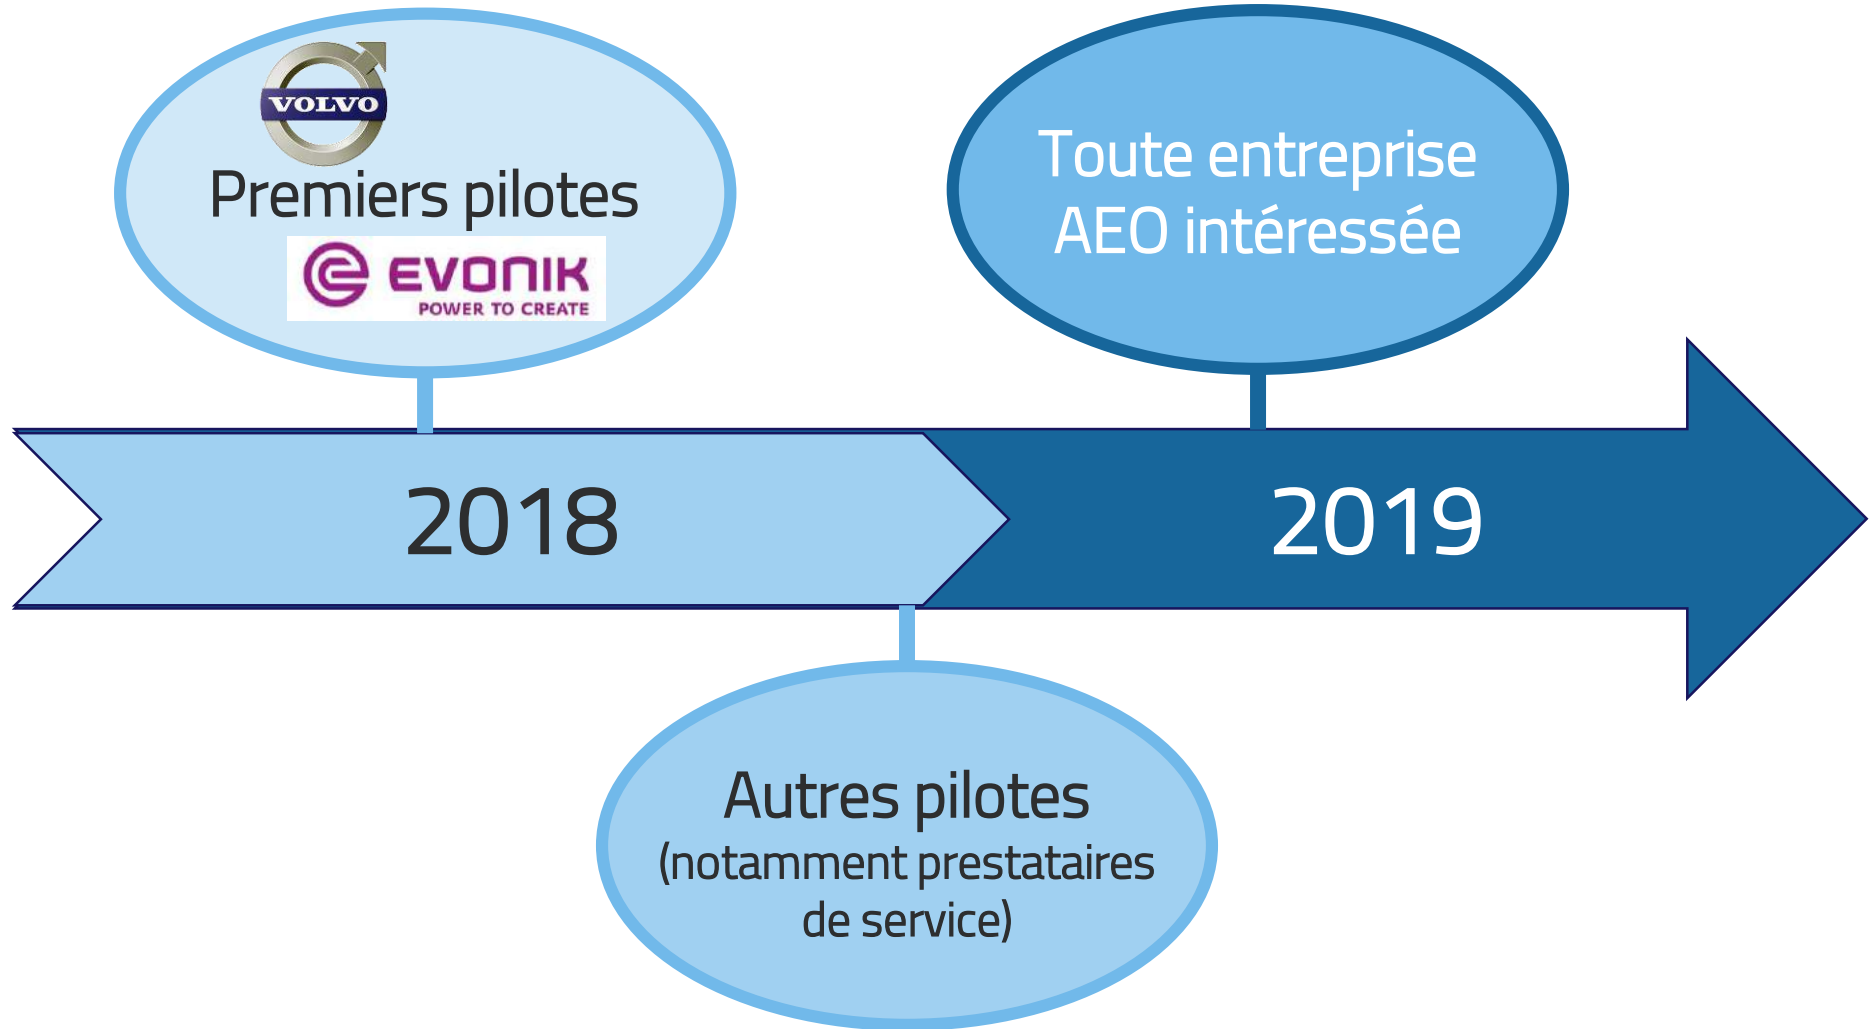 VOLVO
Premiers pilotes
EVONIK
POWER TO CREATE
Toute entreprise
AEO intéressée
2018
2019
Autres pilotes
(notamment prestataires
de service)